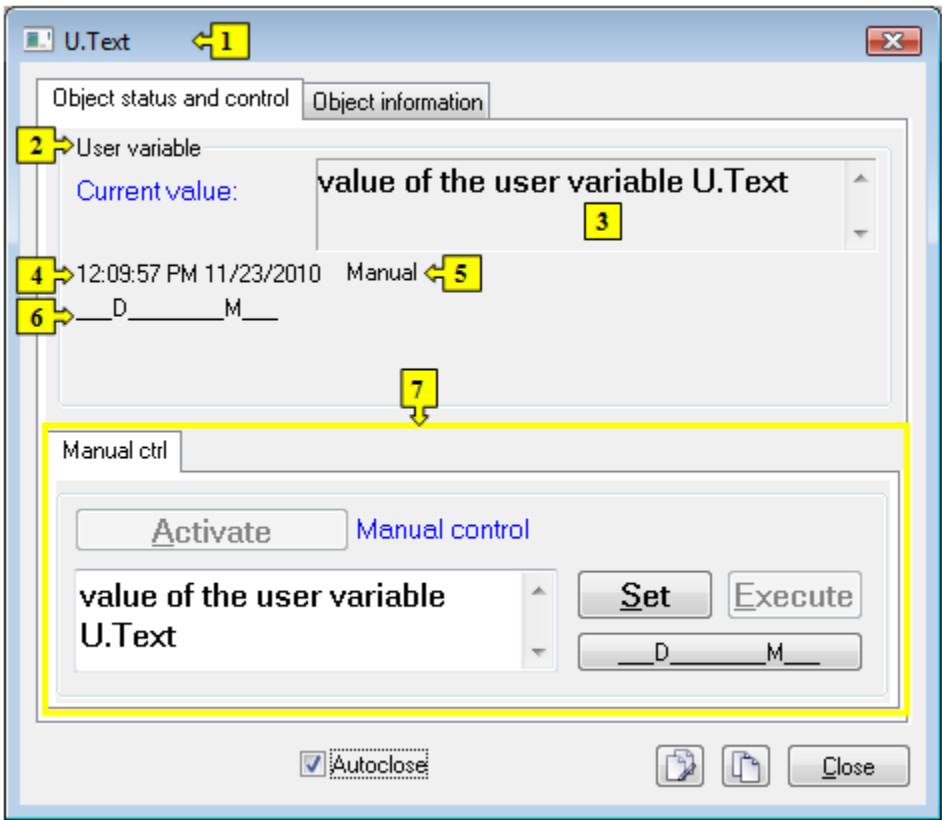 U.Text 1
Object status and control Object information
2 User variable
Current value: value of the user variable U.Text
3
4 12:09:57 PM 11/23/2010 Manual 5
6 ___D________M___
7
Manual ctrl
Activate Manual control
value of the user variable
U.Text
Set Execute
___D________M___
Autoclose Close